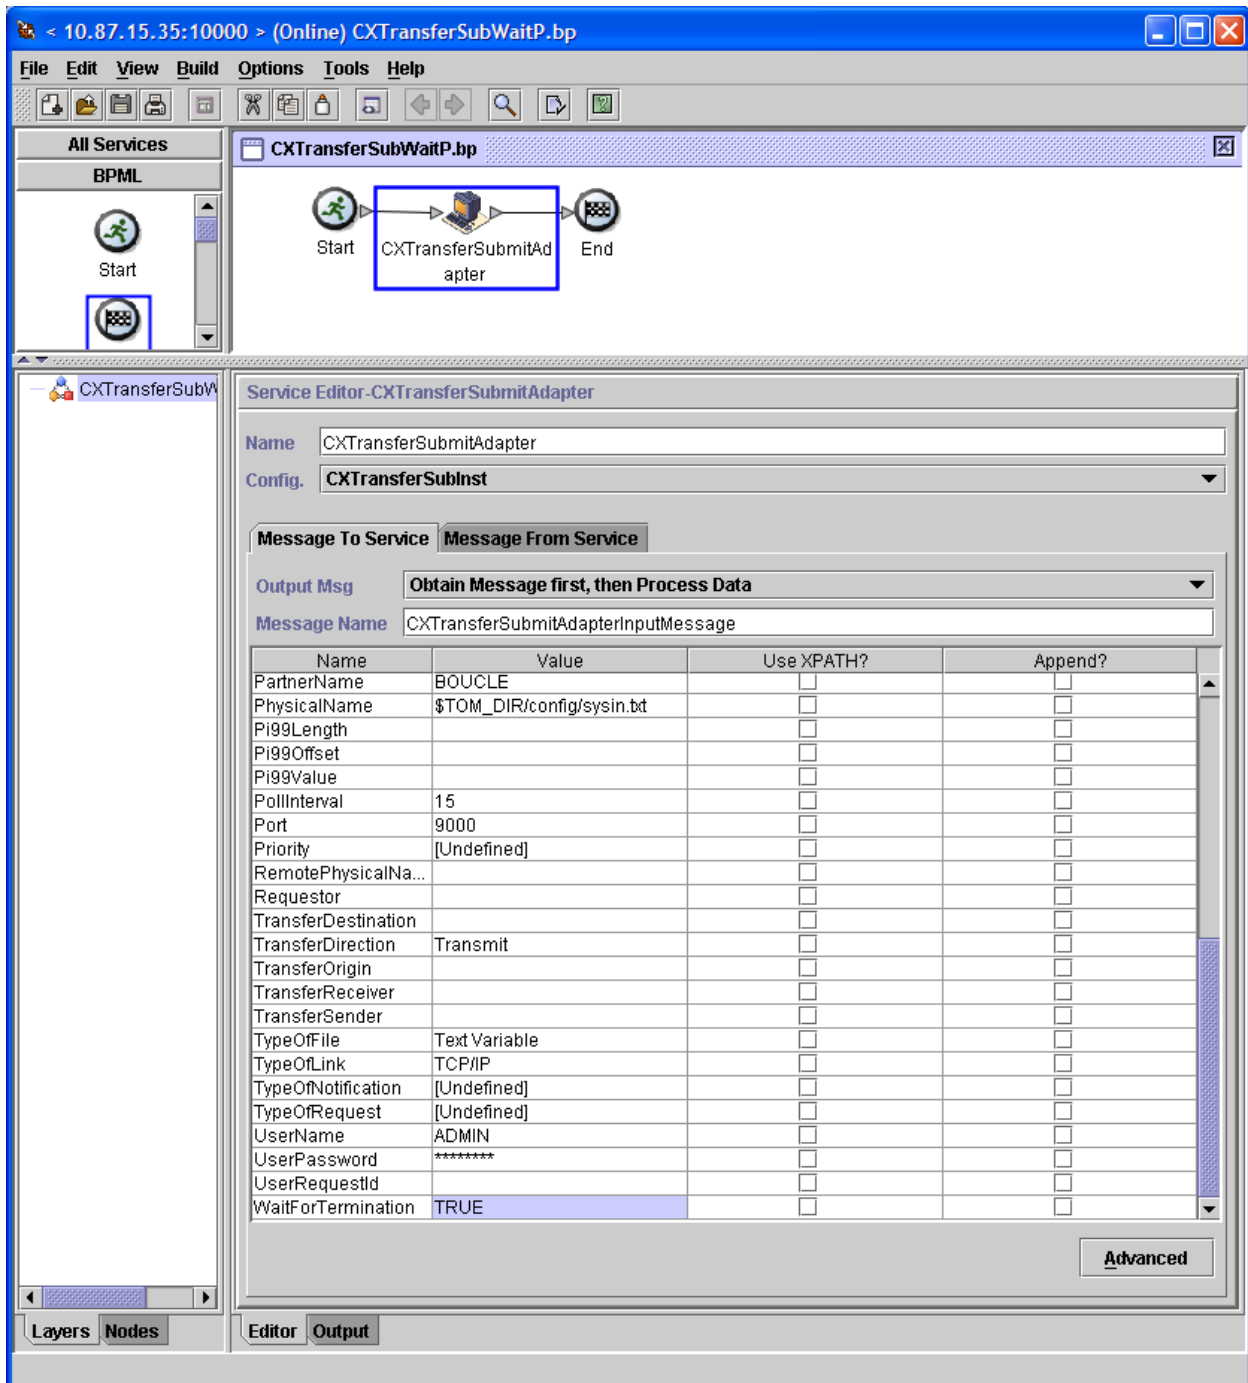 < 10.87.15.35:10000 > (Online) CXTransferSubWaitP.bp
File Edit View Build Options Tools Help
All Services
BPML
Start
CXTransferSubWaitP.bp
Start
CXTransferSubmitAd
apter
End
CXTransferSubW
Service Editor-CXTransferSubmitAdapter
Name CXTransferSubmitAdapter
Config. CXTransferSubInst
Message To Service Message From Service
Output Msg Obtain Message first, then Process Data
Message Name CXTransferSubmitAdapterInputMessage
Name Value Use XPATH? Append?
PartnerName BOUCLE
PhysicalName $TOM_DIR/config/sysin.txt
Pi99Length
Pi99Offset
Pi99Value
PollInterval 15
Port 9000
Priority [Undefined]
RemotePhysicalNa...
Requestor
TransferDestination
TransferDirection Transmit
TransferOrigin
TransferReceiver
TransferSender
TypeOfFile Text Variable
TypeOfLink TCP/IP
TypeOfNotification [Undefined]
TypeOfRequest [Undefined]
UserName ADMIN
UserPassword ********
UserRequestId
WaitForTermination TRUE
Advanced
Layers Nodes
Editor Output